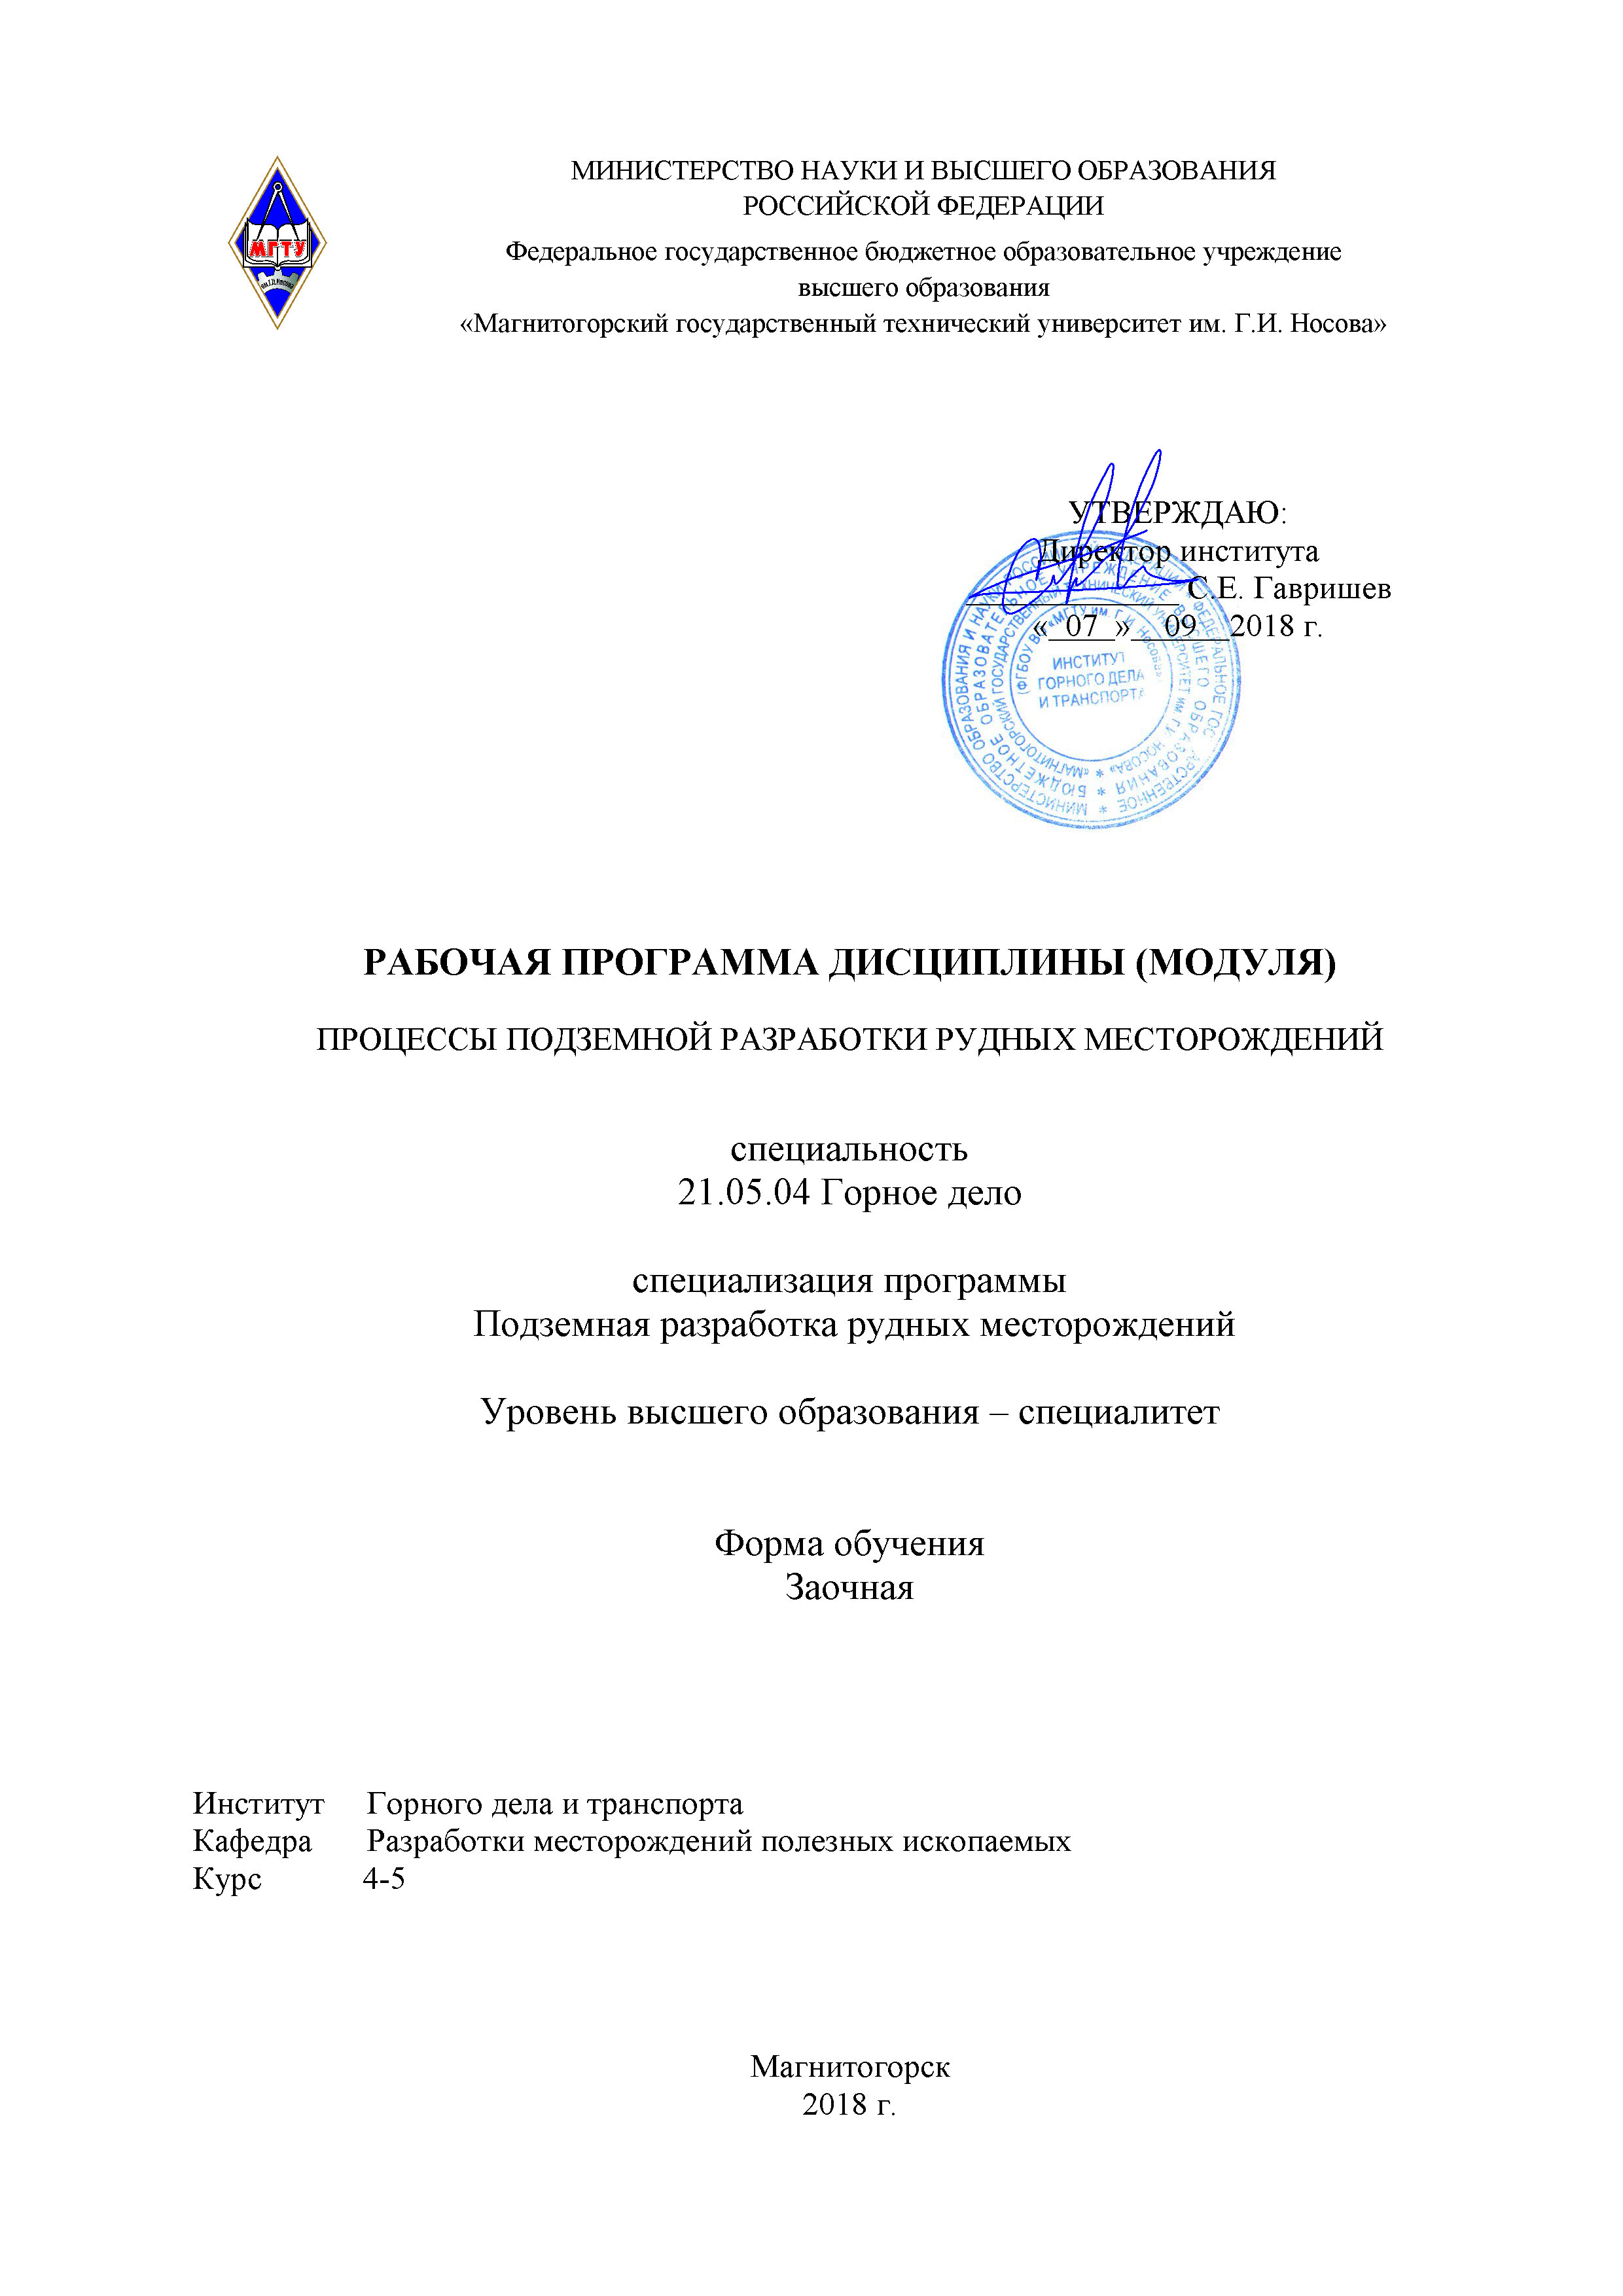 МИНИСТЕРСТВО НАУКИ И ВЫСШЕГО ОБРАЗОВАНИЯ
РОССИЙСКОЙ ФЕДЕРАЦИИ
Федеральное государственное бюджетное образовательное учреждение
высшего образования
«Магнитогорский государственный технический университет им. Г.И. Носова»
МГТУ
УТВЕРЖДАЮ:
Директор института
С.Е. Гавришев
«_07_»_09_2018 г.
ИНСТИТУТ
ГОРНОГО ДЕЛА
И ТРАНСПОРТА
РАБОЧАЯ ПРОГРАММА ДИСЦИПЛИНЫ (МОДУЛЯ)
ПРОЦЕССЫ ПОДЗЕМНОЙ РАЗРАБОТКИ РУДНЫХ МЕСТОРОЖДЕНИЙ
специальность
21.05.04 Горное дело
специализация программы
Подземная разработка рудных месторождений
Уровень высшего образования – специалитет
Форма обучения
Заочная
Институт Горного дела и транспорта
Кафедра Разработки месторождений полезных ископаемых
Курс 4-5
Магнитогорск
2018 г.